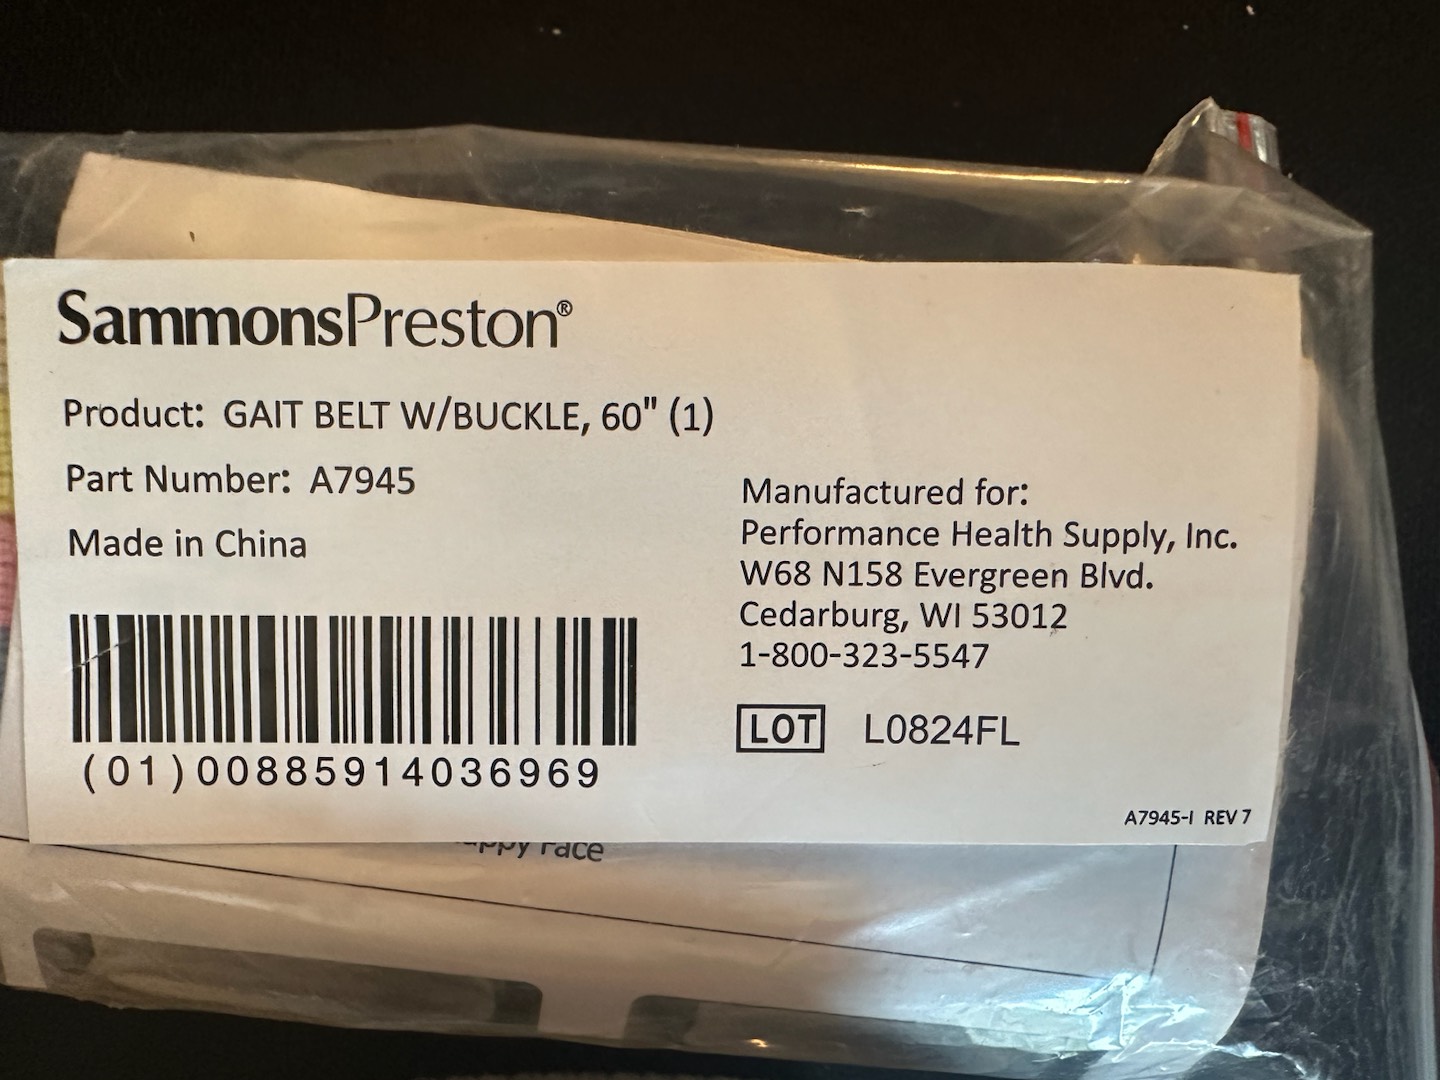 SammonsPreston®
Product: GAIT BELT W/BUCKLE, 60" (1)
Part Number: A7945
Made in China
(01)00885914036969
Manufactured for:
Performance Health Supply, Inc.
W68 N158 Evergreen Blvd.
Cedarburg, WI 53012
1-800-323-5547
LOT L0824FL
A7945-I REV 7
Face